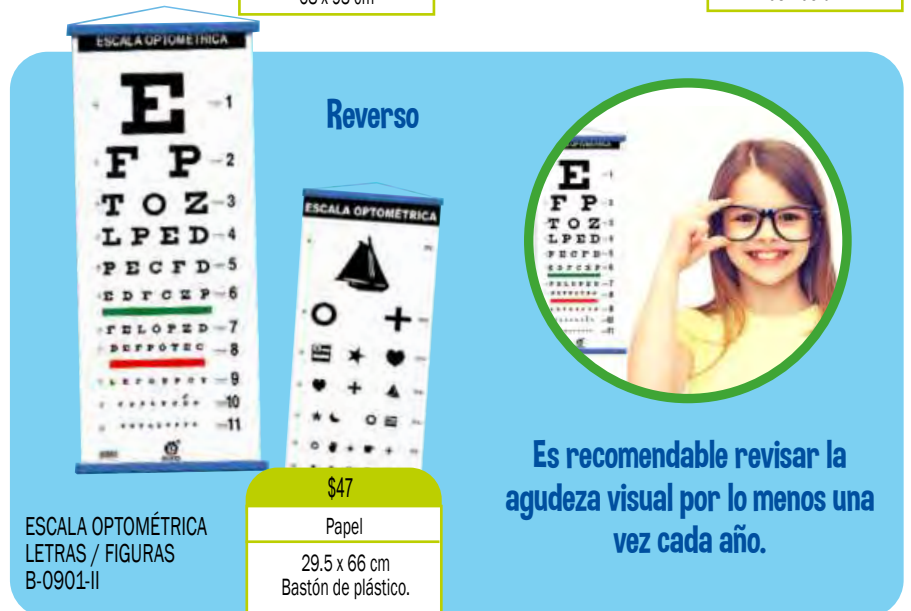 ESCALA OPTOMÉTRICA
E 1
F P 2
T O Z 3
L P E D 4
P E C F D 5
E D F C Z P 6
F E L O P Z D 7
D E F P O T E C 8
9
10
11
Reverso
ESCALA OPTOMÉTRICA
E
F P
T O Z
L P E D
P E C F D
Es recomendable revisar la
agudeza visual por lo menos una
vez cada año.
ESCALA OPTOMÉTRICA
LETRAS / FIGURAS
B-0901-II
$47
Papel
29.5 x 66 cm
Bastón de plástico.